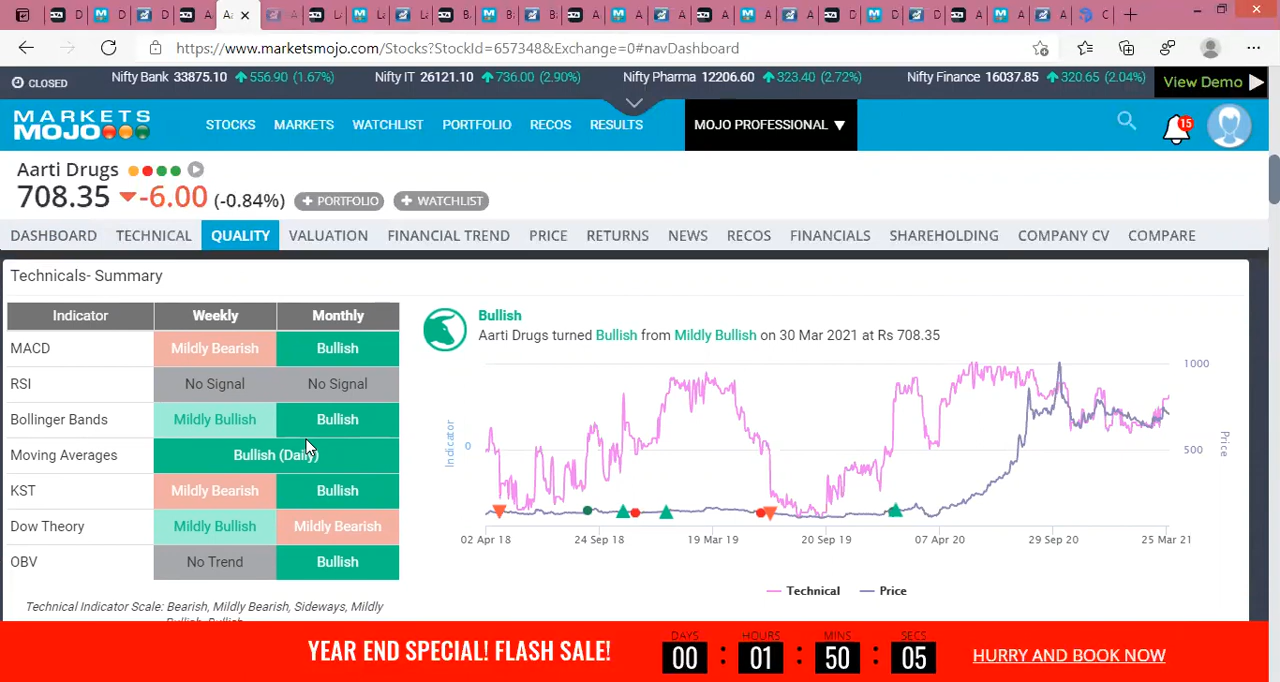 D
D
A
A
L
L
L
B
B
B
A
A
A
D
D
D
A
A
A
C
https://www.marketsmojo.com/Stocks?StockId=657348&Exchange=0#navDashboard
CLOSED Nifty Bank 33875.10 556.90 (1.67%) Nifty IT 26121.10 736.00 (2.90%) Nifty Pharma 12206.60 323.40 (2.72%) Nifty Finance 16037.85 320.65 (2.04%) View Demo
MARKETS
MOJO
STOCKS MARKETS WATCHLIST PORTFOLIO RECOS RESULTS MOJO PROFESSIONAL ▼ 15
Aarti Drugs
708.35 -6.00 (-0.84%) + PORTFOLIO + WATCHLIST
DASHBOARD TECHNICAL QUALITY VALUATION FINANCIAL TREND PRICE RETURNS NEWS RECOS FINANCIALS SHAREHOLDING COMPANY CV COMPARE
Technicals- Summary
Indicator Weekly Monthly
MACD Mildly Bearish Bullish
RSI No Signal No Signal
Bollinger Bands Mildly Bullish Bullish
Moving Averages Bullish (Daily)
KST Mildly Bearish Bullish
Dow Theory Mildly Bullish Mildly Bearish
OBV No Trend Bullish
Technical Indicator Scale: Bearish, Mildly Bearish, Sideways, Mildly
Bullish, Bullish
Bullish
Aarti Drugs turned Bullish from Mildly Bullish on 30 Mar 2021 at Rs 708.35
1000
500
0
Indicator
Price
02 Apr 18 24 Sep 18 19 Mar 19 20 Sep 19 07 Apr 20 29 Sep 20 25 Mar 21
Technical Price
YEAR END SPECIAL! FLASH SALE!
DAYS HOURS MINS SECS
00 : 01 : 50 : 05
HURRY AND BOOK NOW